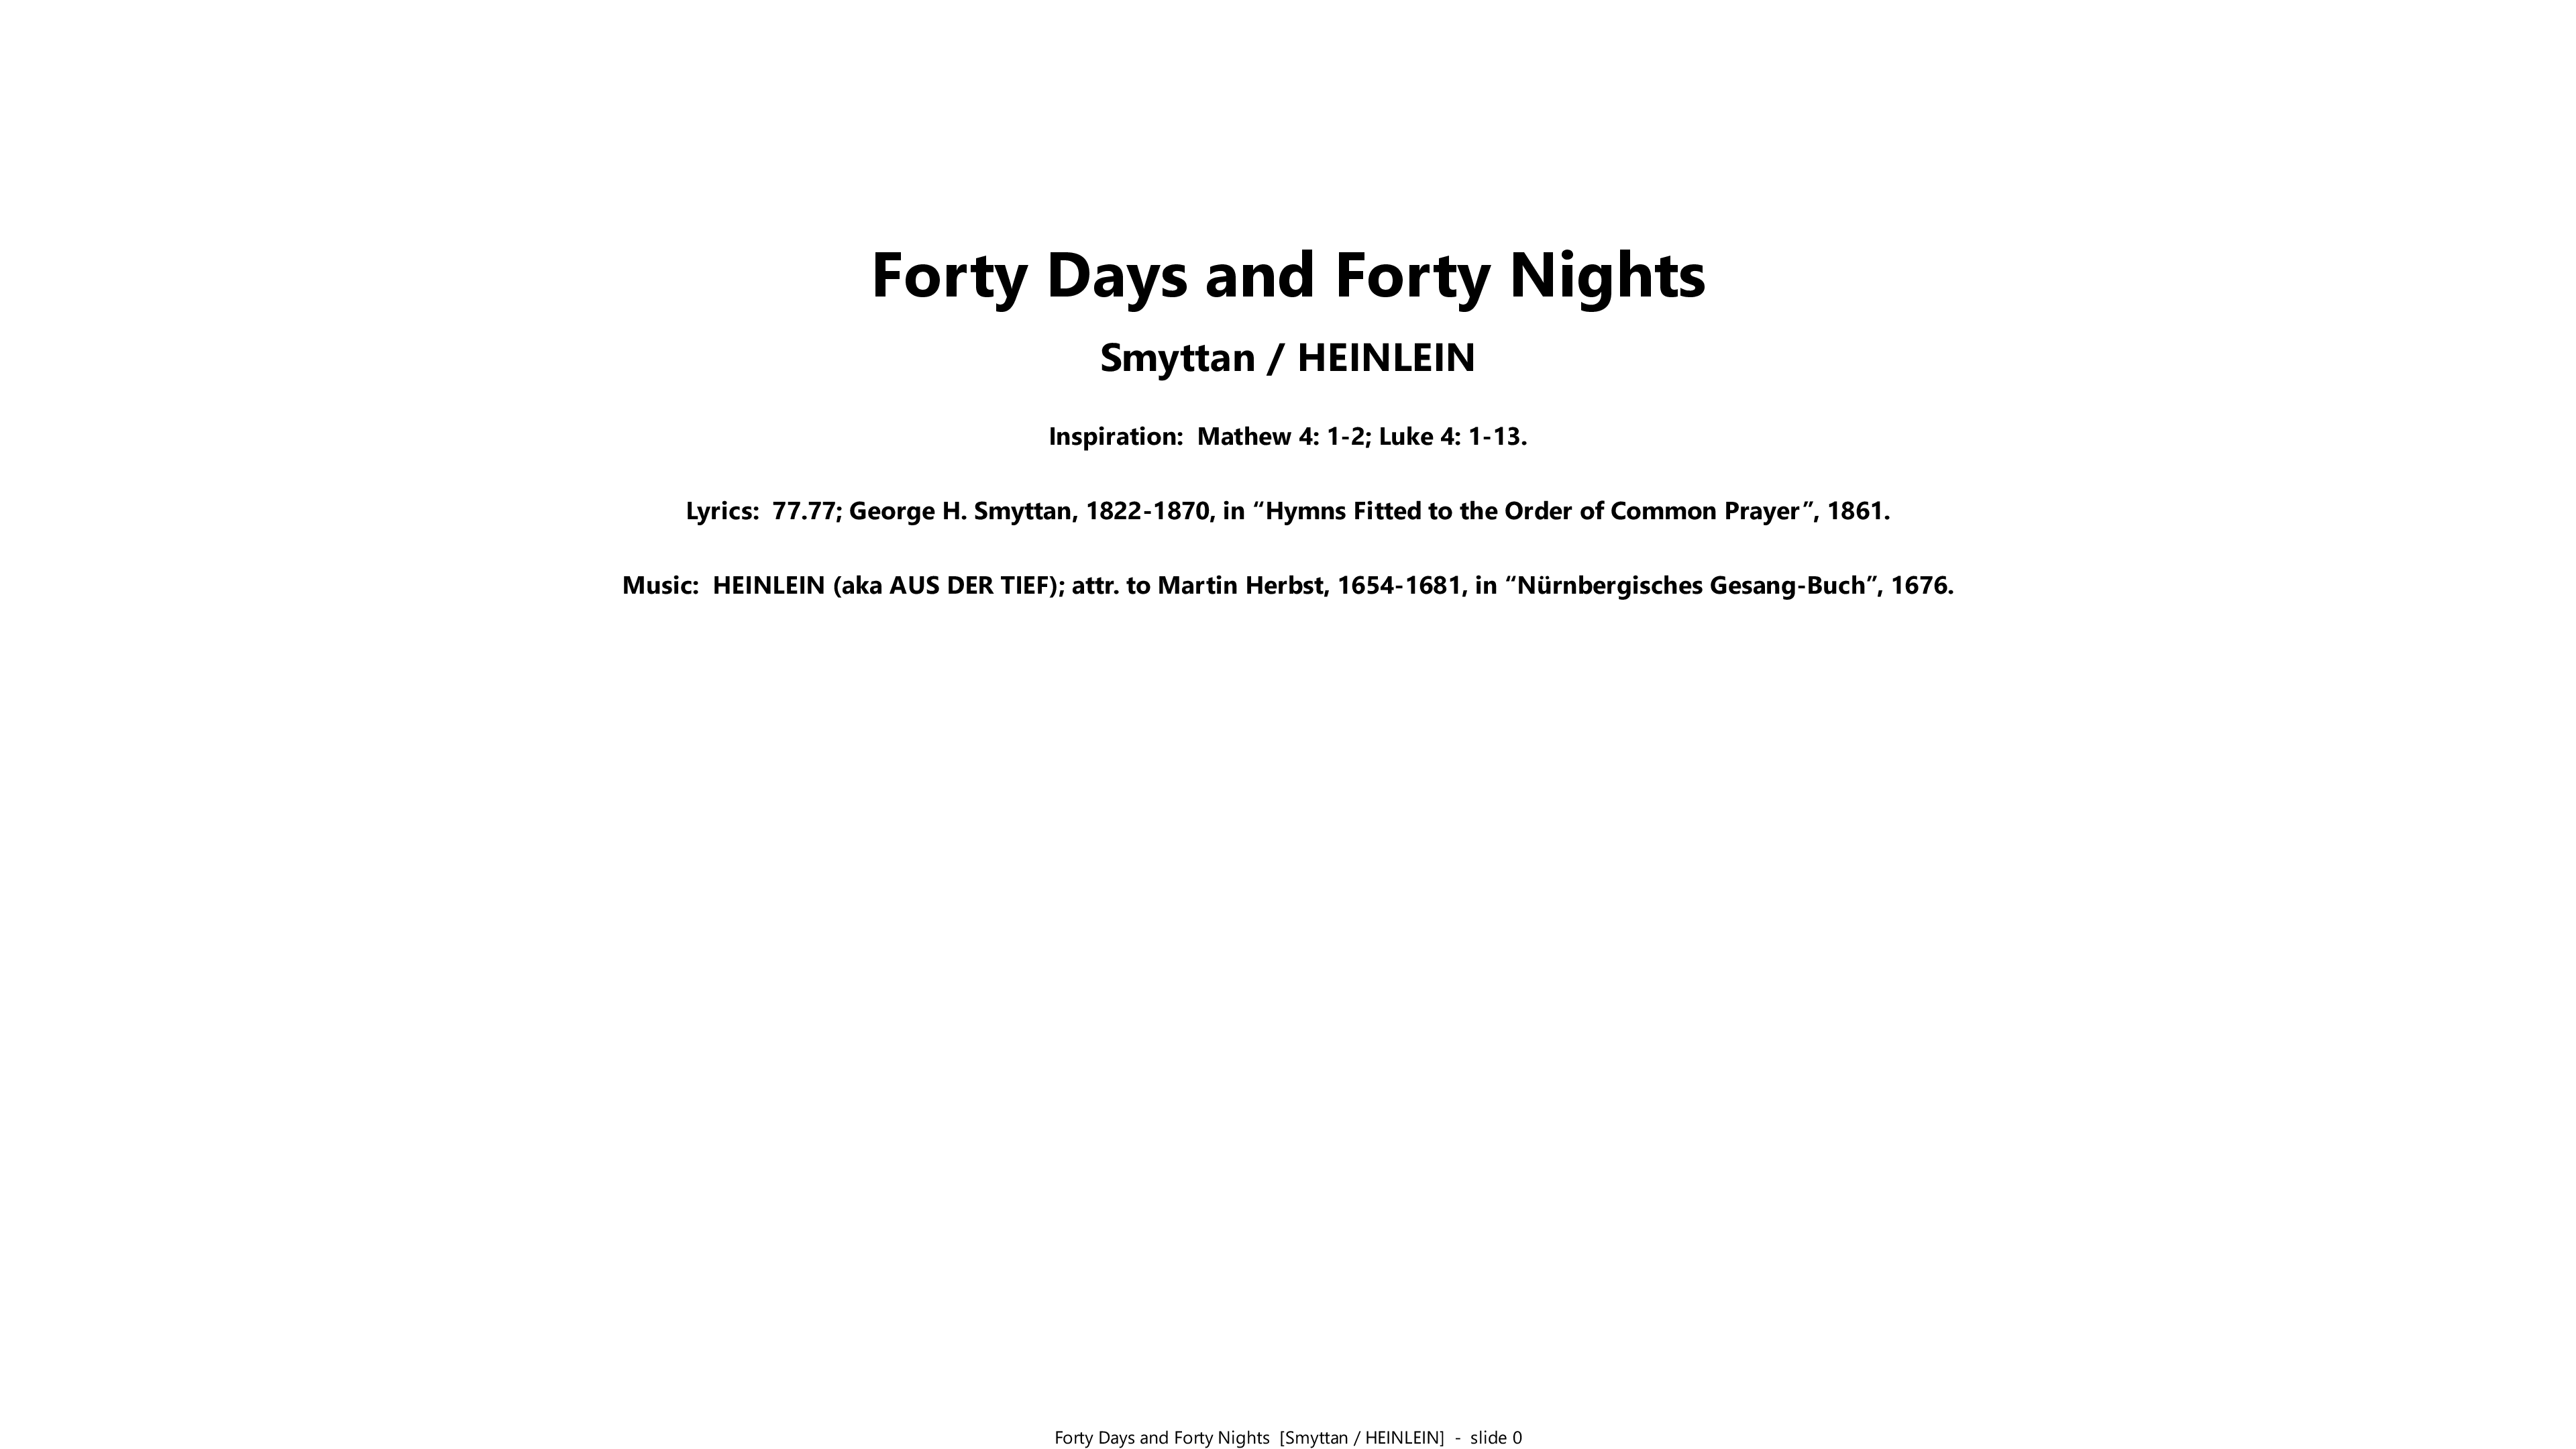 Forty Days and Forty Nights
Smyttan / HEINLEIN
Inspiration:  Mathew 4: 1-2; Luke 4: 1-13.
Lyrics:  77.77; George H. Smyttan, 1822-1870, in “Hymns Fitted to the Order of Common Prayer”, 1861.
Music:  HEINLEIN (aka AUS DER TIEF); attr. to Martin Herbst, 1654-1681, in “Nürnbergisches Gesang-Buch”, 1676.
Forty Days and Forty Nights  [Smyttan / HEINLEIN]  -  slide 0